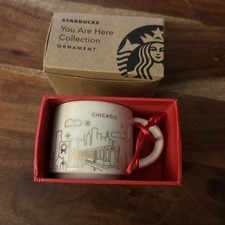 STARBUCKS
You Are Here
Collection
ORNAMENT
CHICAGO